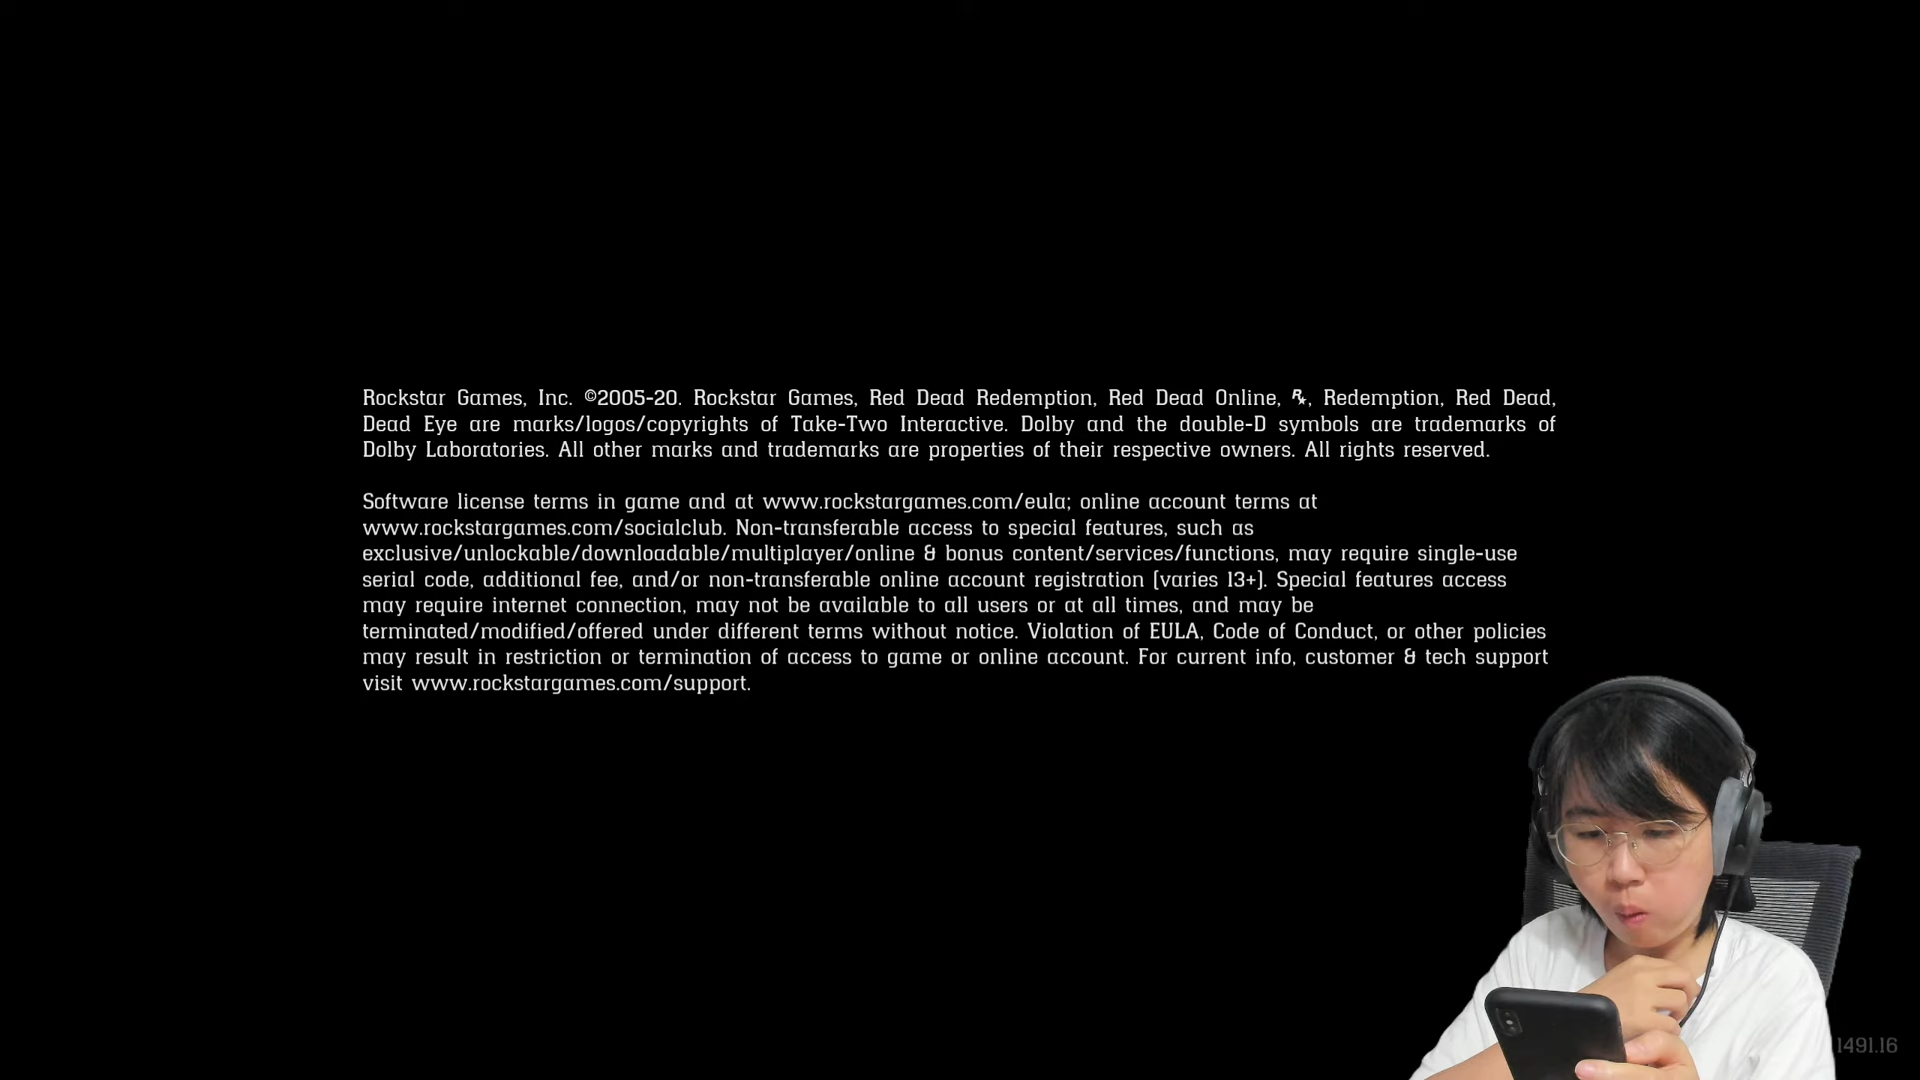 Rockstar Games, Inc. ©2005-20. Rockstar Games, Red Dead Redemption, Red Dead Online, R★, Redemption, Red Dead,
Dead Eye are marks/logos/copyrights of Take-Two Interactive. Dolby and the double-D symbols are trademarks of
Dolby Laboratories. All other marks and trademarks are properties of their respective owners. All rights reserved.
Software license terms in game and at www.rockstargames.com/eula; online account terms at
www.rockstargames.com/socialclub. Non-transferable access to special features, such as
exclusive/unlockable/downloadable/multiplayer/online & bonus content/services/functions, may require single-use
serial code, additional fee, and/or non-transferable online account registration (varies 13+). Special features access
may require internet connection, may not be available to all users or at all times, and may be
terminated/modified/offered under different terms without notice. Violation of EULA, Code of Conduct, or other policies
may result in restriction or termination of access to game or online account. For current info, customer & tech support
visit www.rockstargames.com/support.
1491.16